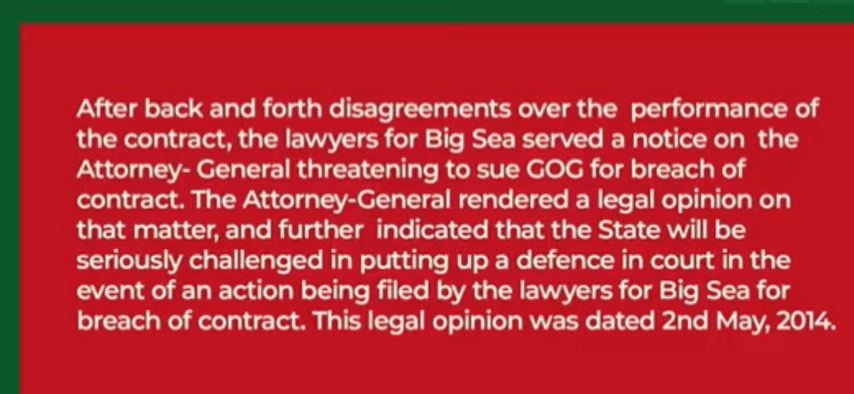 After back and forth disagreements over the performance of
the contract, the lawyers for Big Sea served a notice on the
Attorney- General threatening to sue GOG for breach of
contract. The Attorney-General rendered a legal opinion on
that matter, and further indicated that the State will be
seriously challenged in putting up a defence in court in the
event of an action being filed by the lawyers for Big Sea for
breach of contract. This legal opinion was dated 2nd May, 2014.